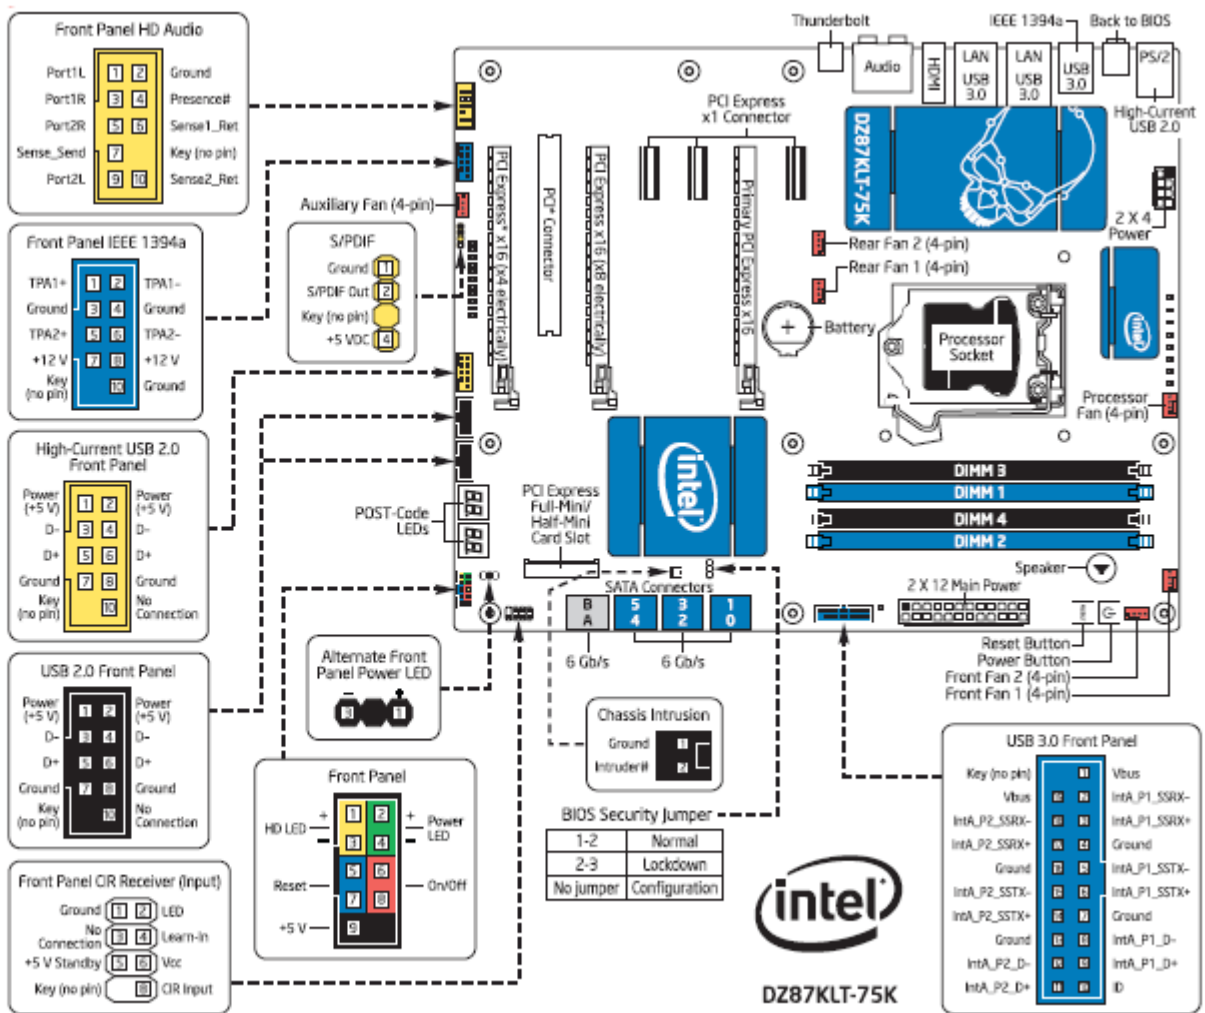 Front Panel HD Audio
Port1L 1 2 Ground
Port1R 3 4 Presence#
Port2R 5 6 Sense1_Ret
Sense_Send 7 Key (no pin)
Port2L 9 10 Sense2_Ret
Front Panel IEEE 1394a
TPA1+ 1 2 TPA1-
Ground 3 4 Ground
TPA2+ 5 6 TPA2-
+12 V 7 8 +12 V
Key (no pin) 10 Ground
High-Current USB 2.0
Front Panel
Power (+5 V) 1 2 Power (+5 V)
D- 3 4 D-
D+ 5 6 D+
Ground 7 8 Ground
Key (no pin) 10 No Connection
USB 2.0 Front Panel
Power (+5 V) 1 2 Power (+5 V)
D- 3 4 D-
D+ 5 6 D+
Ground 7 8 Ground
Key (no pin) 10 No Connection
Front Panel CIR Receiver (Input)
Ground 1 2 LED
No Connection 3 4 Learn-In
+5 V Standby 5 6 Vcc
Key (no pin) 8 CIR Input
Auxiliary Fan (4-pin)
S/PDIF
Ground 1
S/PDIF Out 2
Key (no pin)
+5 VDC 4
POST-Code
LEDs
Alternate Front
Panel Power LED
- +
3 1
Front Panel
HD LED + - 1 2 3 4 + - Power LED
Reset 5 6 7 8 On/Off
+5 V 9
Thunderbolt
Audio
HDMI
LAN
USB
3.0
LAN
USB
3.0
IEEE 1394a
USB
3.0
Back to BIOS
PS/2
High-Current
USB 2.0
PCI Express
x1 Connector
PCI Express* x16 (x4 electrically)
PCI* Connector
PCI Express x16 (x8 electrically)
Primary PCI Express x16
DZ87KLT-75K
2 X 4
Power
Rear Fan 2 (4-pin)
Rear Fan 1 (4-pin)
Battery
Processor
Socket
intel
Processor
Fan (4-pin)
intel
DIMM 3
DIMM 1
DIMM 4
DIMM 2
PCI Express
Full-Mini/
Half-Mini
Card Slot
Speaker
SATA Connectors
B
A
5
4
3
2
1
0
6 Gb/s
6 Gb/s
2 X 12 Main Power
Reset Button
Power Button
Front Fan 2 (4-pin)
Front Fan 1 (4-pin)
Chassis Intrusion
Ground 1
Intruder# 2
BIOS Security Jumper
1-2 Normal
2-3 Lockdown
No jumper Configuration
intel
DZ87KLT-75K
USB 3.0 Front Panel
Key (no pin) 1 Vbus
Vbus IntA_P1_SSRX-
IntA_P2_SSRX- IntA_P1_SSRX+
IntA_P2_SSRX+ Ground
Ground IntA_P1_SSTX-
IntA_P2_SSTX- IntA_P1_SSTX+
IntA_P2_SSTX+ Ground
Ground IntA_P1_D-
IntA_P2_D- IntA_P1_D+
IntA_P2_D+ ID